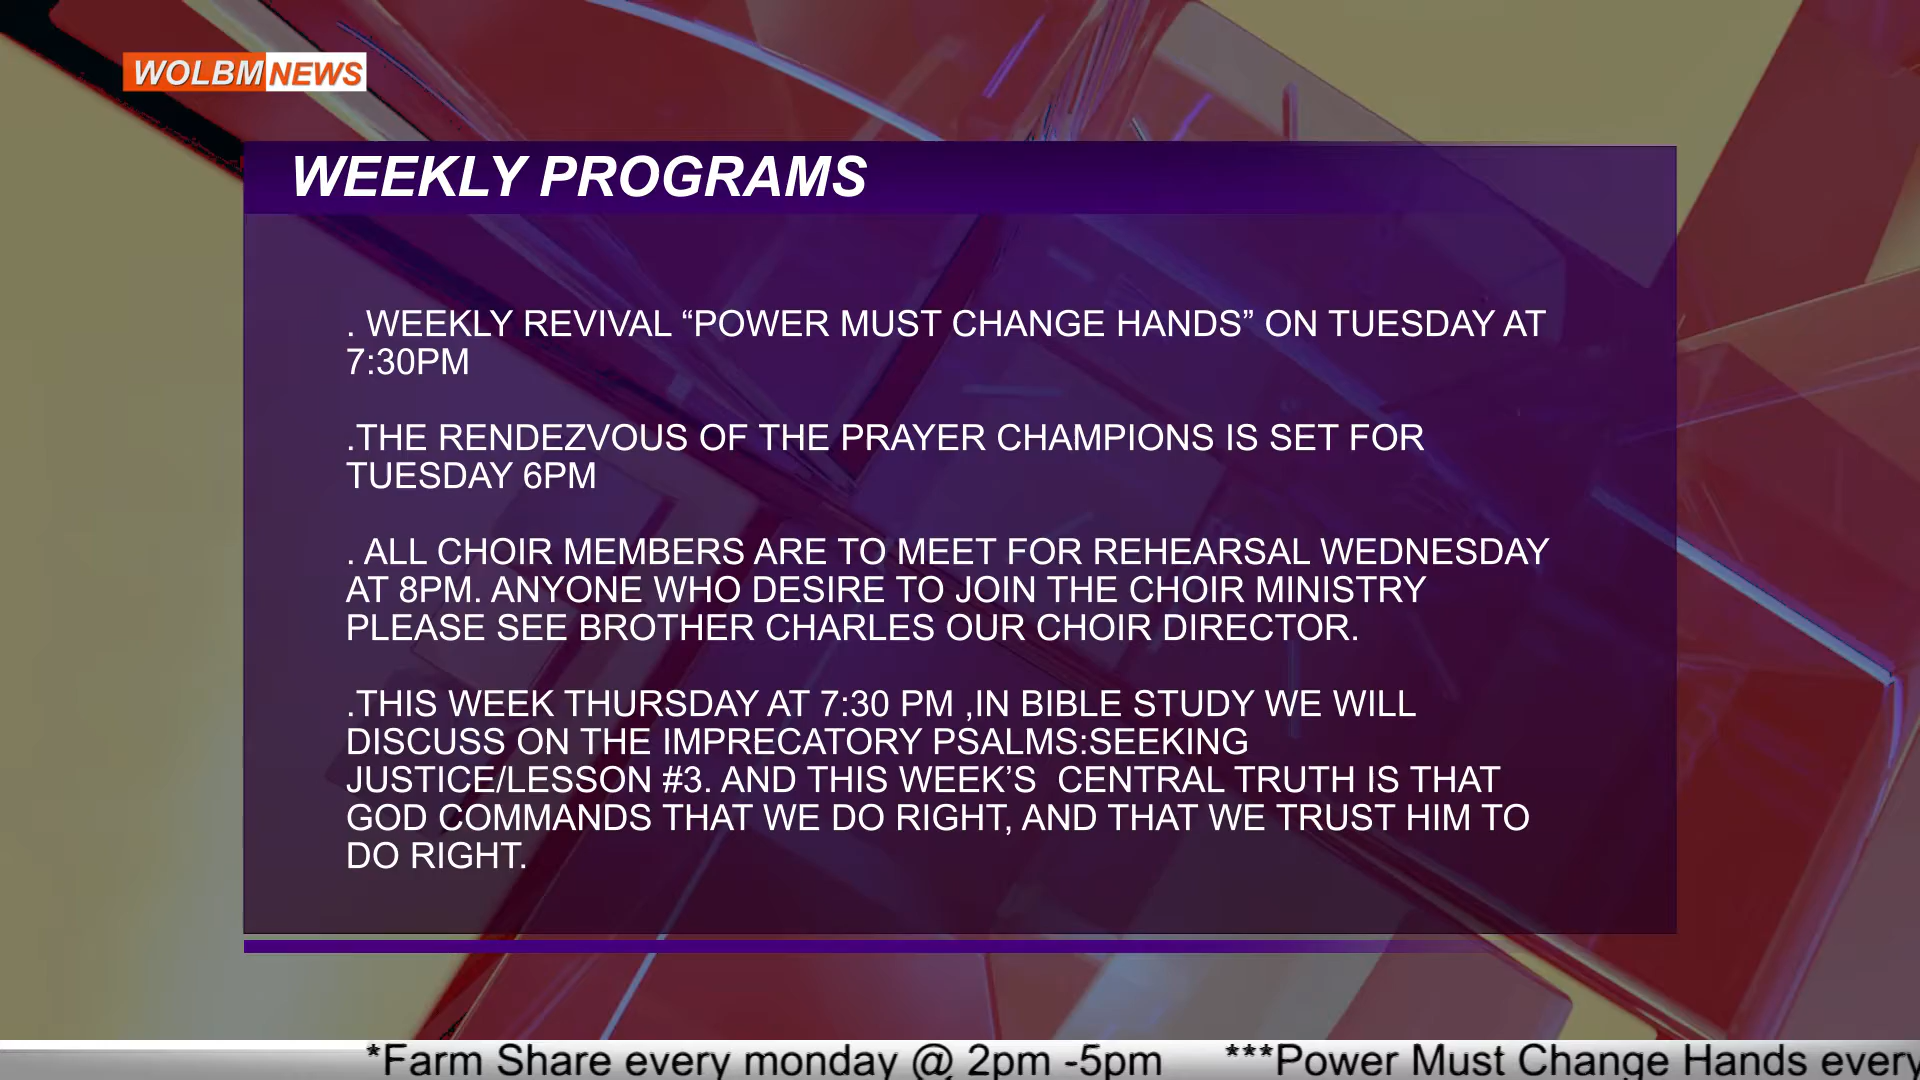 WOLBM NEWS
WEEKLY PROGRAMS
. WEEKLY REVIVAL “POWER MUST CHANGE HANDS” ON TUESDAY AT
7:30PM
.THE RENDEZVOUS OF THE PRAYER CHAMPIONS IS SET FOR
TUESDAY 6PM
. ALL CHOIR MEMBERS ARE TO MEET FOR REHEARSAL WEDNESDAY
AT 8PM. ANYONE WHO DESIRE TO JOIN THE CHOIR MINISTRY
PLEASE SEE BROTHER CHARLES OUR CHOIR DIRECTOR.
.THIS WEEK THURSDAY AT 7:30 PM ,IN BIBLE STUDY WE WILL
DISCUSS ON THE IMPRECATORY PSALMS:SEEKING
JUSTICE/LESSON #3. AND THIS WEEK’S  CENTRAL TRUTH IS THAT
GOD COMMANDS THAT WE DO RIGHT, AND THAT WE TRUST HIM TO
DO RIGHT.
*Farm Share every monday @ 2pm -5pm ***Power Must Change Hands every